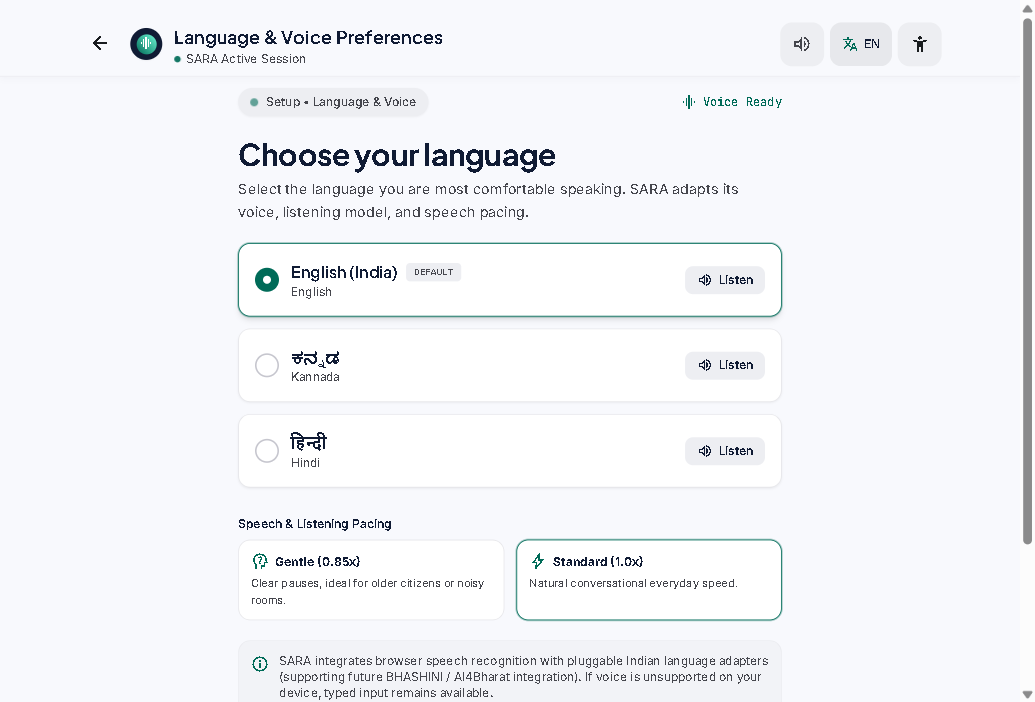 Language & Voice Preferences
SARA Active Session
EN
Setup • Language & Voice
Voice Ready
Choose your language
Select the language you are most comfortable speaking. SARA adapts its
voice, listening model, and speech pacing.
English (India) DEFAULT
English
Listen
ಕನ್ನಡ
Kannada
Listen
हिन्दी
Hindi
Listen
Speech & Listening Pacing
Gentle (0.85x)
Clear pauses, ideal for older citizens or noisy
rooms.
Standard (1.0x)
Natural conversational everyday speed.
SARA integrates browser speech recognition with pluggable Indian language adapters
(supporting future BHASHINI / AI4Bharat integration). If voice is unsupported on your
device, typed input remains available.